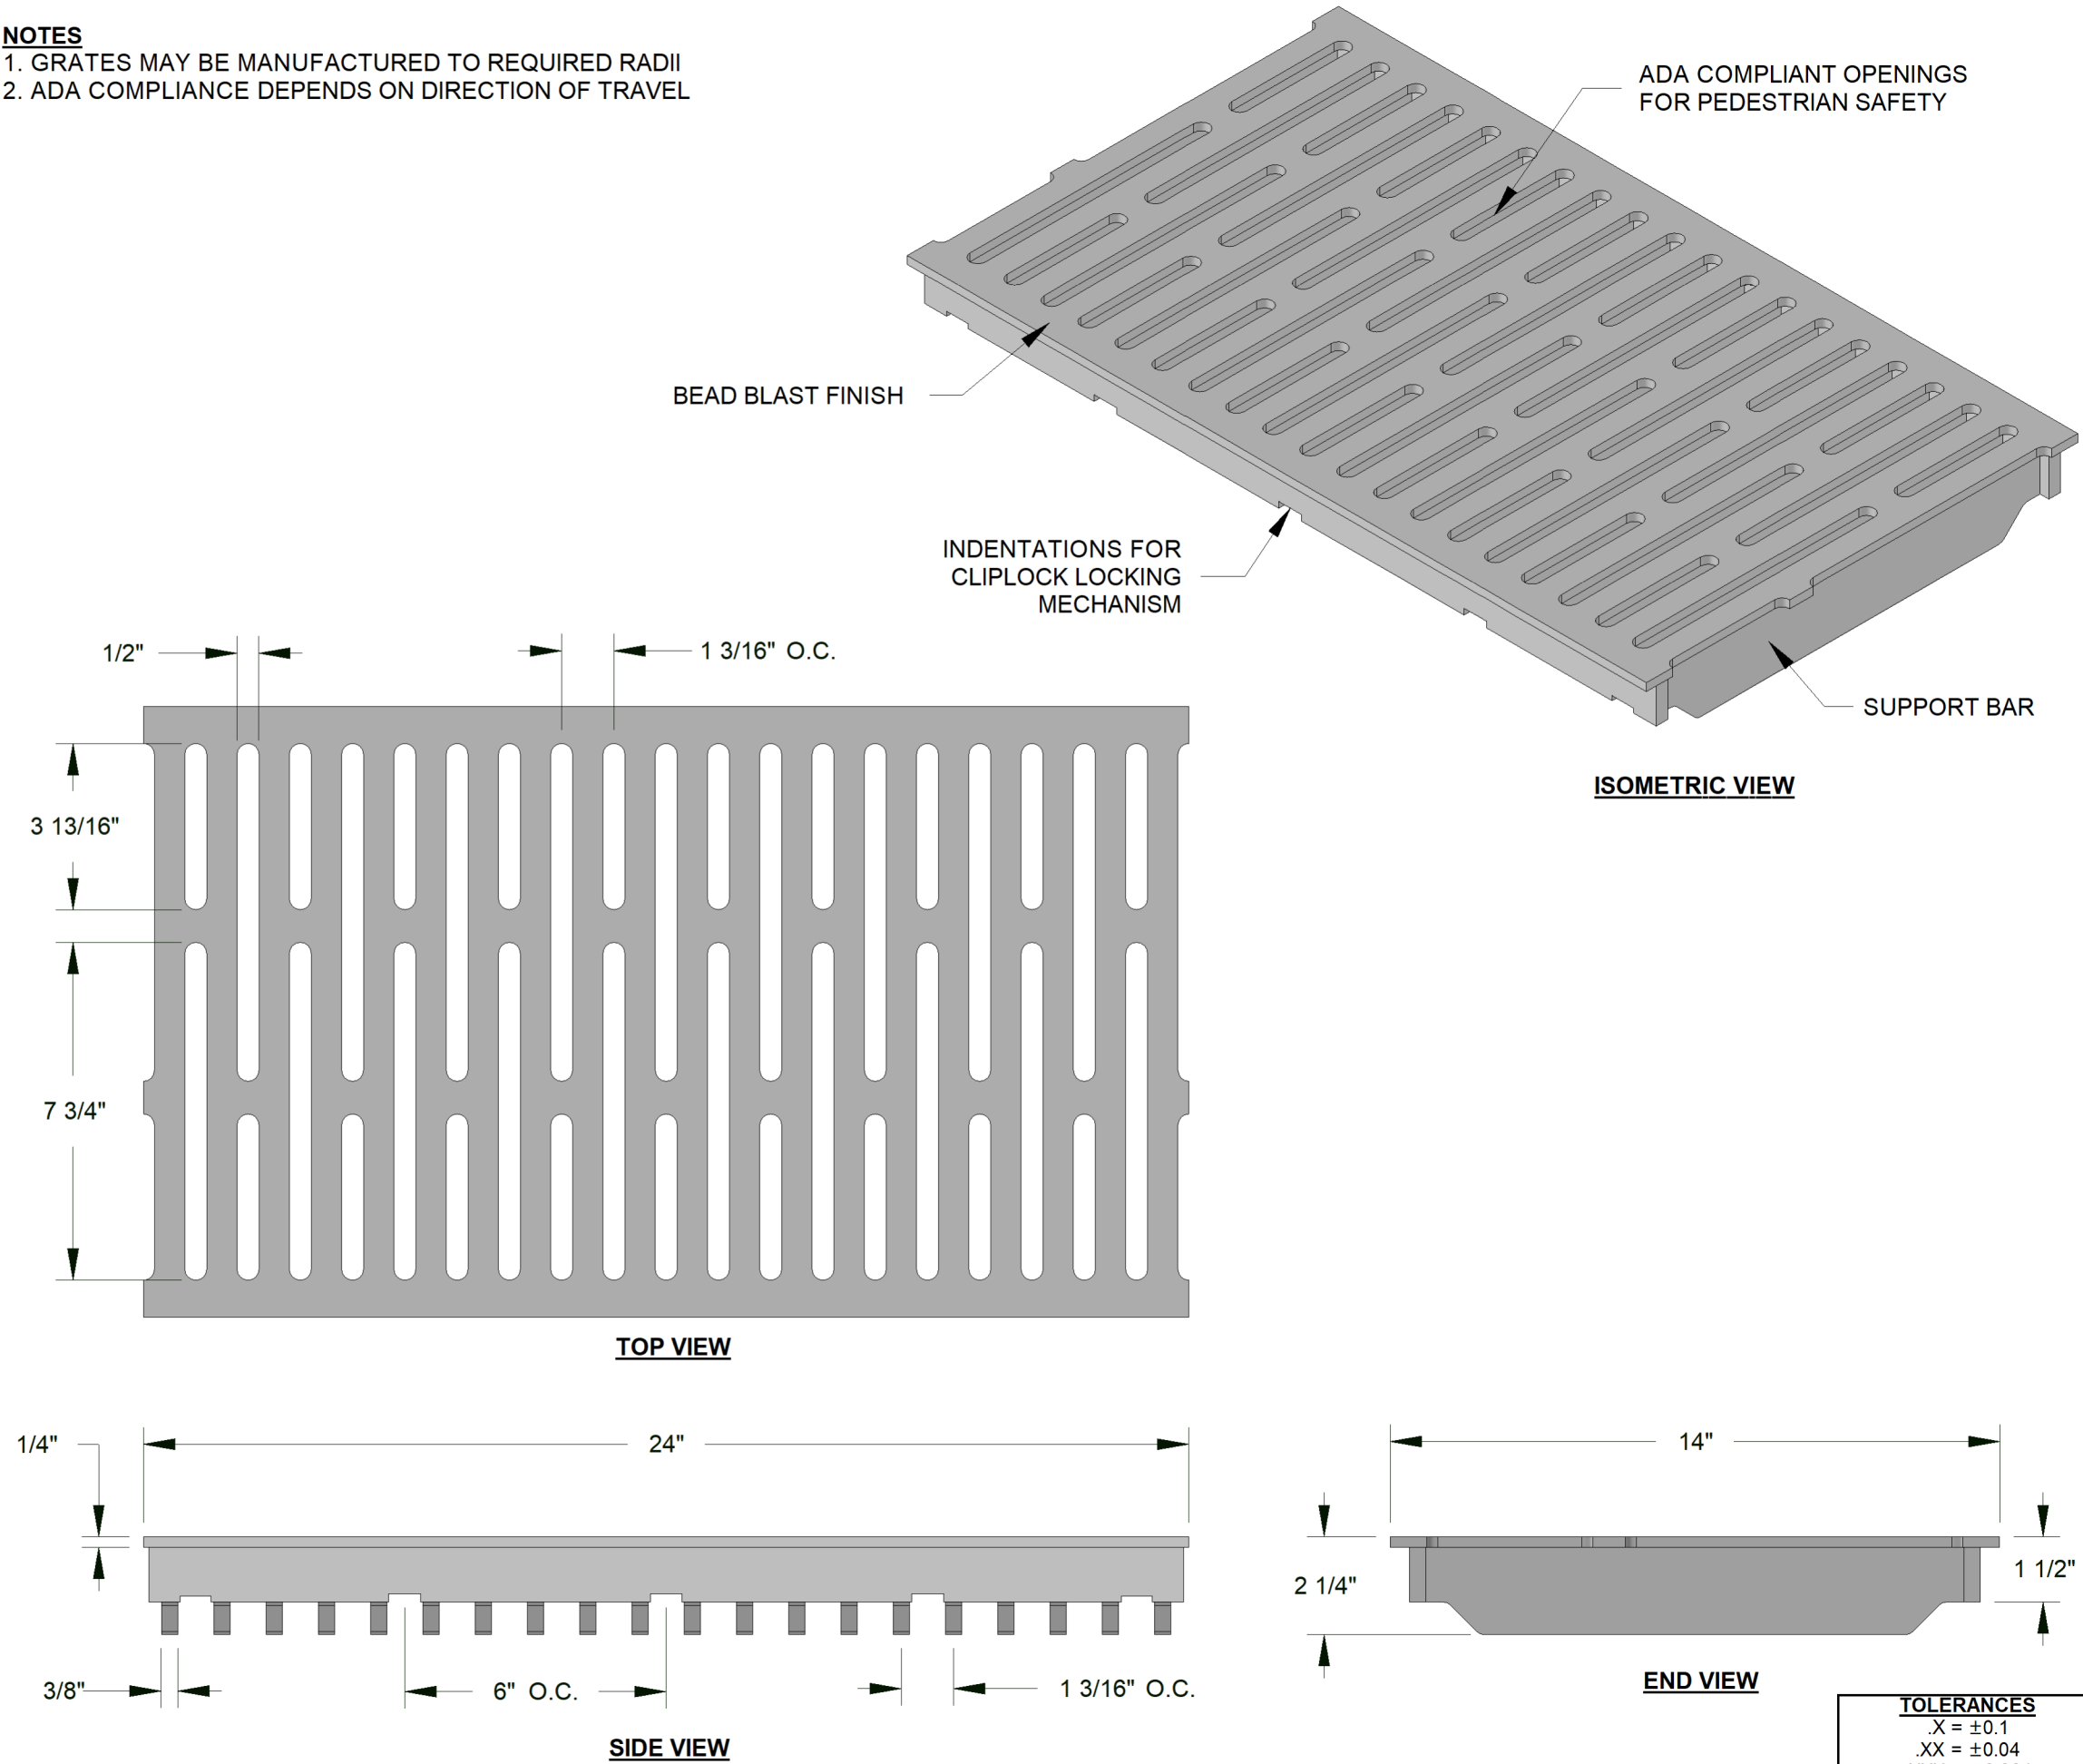 NOTES
1. GRATES MAY BE MANUFACTURED TO REQUIRED RADII
2. ADA COMPLIANCE DEPENDS ON DIRECTION OF TRAVEL
ADA COMPLIANT OPENINGS
FOR PEDESTRIAN SAFETY
BEAD BLAST FINISH
INDENTATIONS FOR
CLIPLOCK LOCKING
MECHANISM
SUPPORT BAR
ISOMETRIC VIEW
1/2"
1 3/16" O.C.
3 13/16"
7 3/4"
TOP VIEW
1/4"
24"
3/8"
6" O.C.
1 3/16" O.C.
SIDE VIEW
14"
2 1/4"
1 1/2"
END VIEW
TOLERANCES
.X = ±0.1
.XX = ±0.04